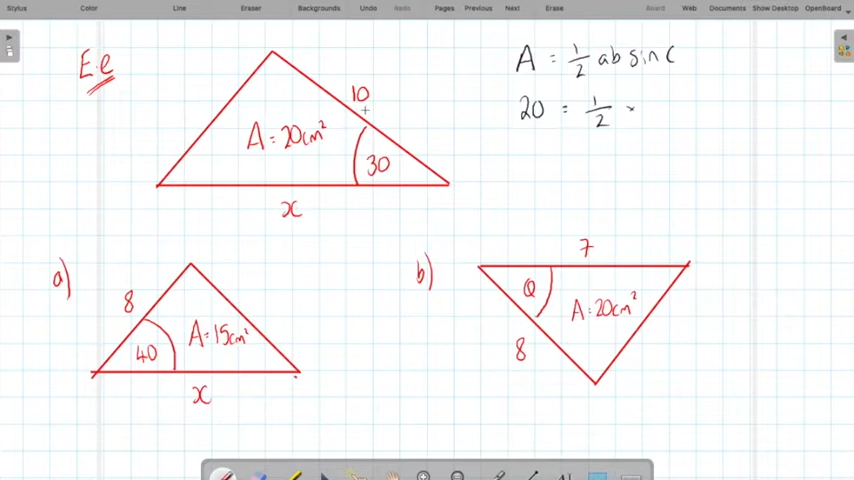 Stylus Color Line Eraser Backgrounds Undo Redo Pages Previous Next Erase Board Web Documents Show Desktop OpenBoard
E.e
10
A = 20cm²
30
x
A = 1/2 ab sin C
20 = 1/2 ×
a)
8
40
A = 15cm²
x
b)
7
θ
A = 20cm²
8